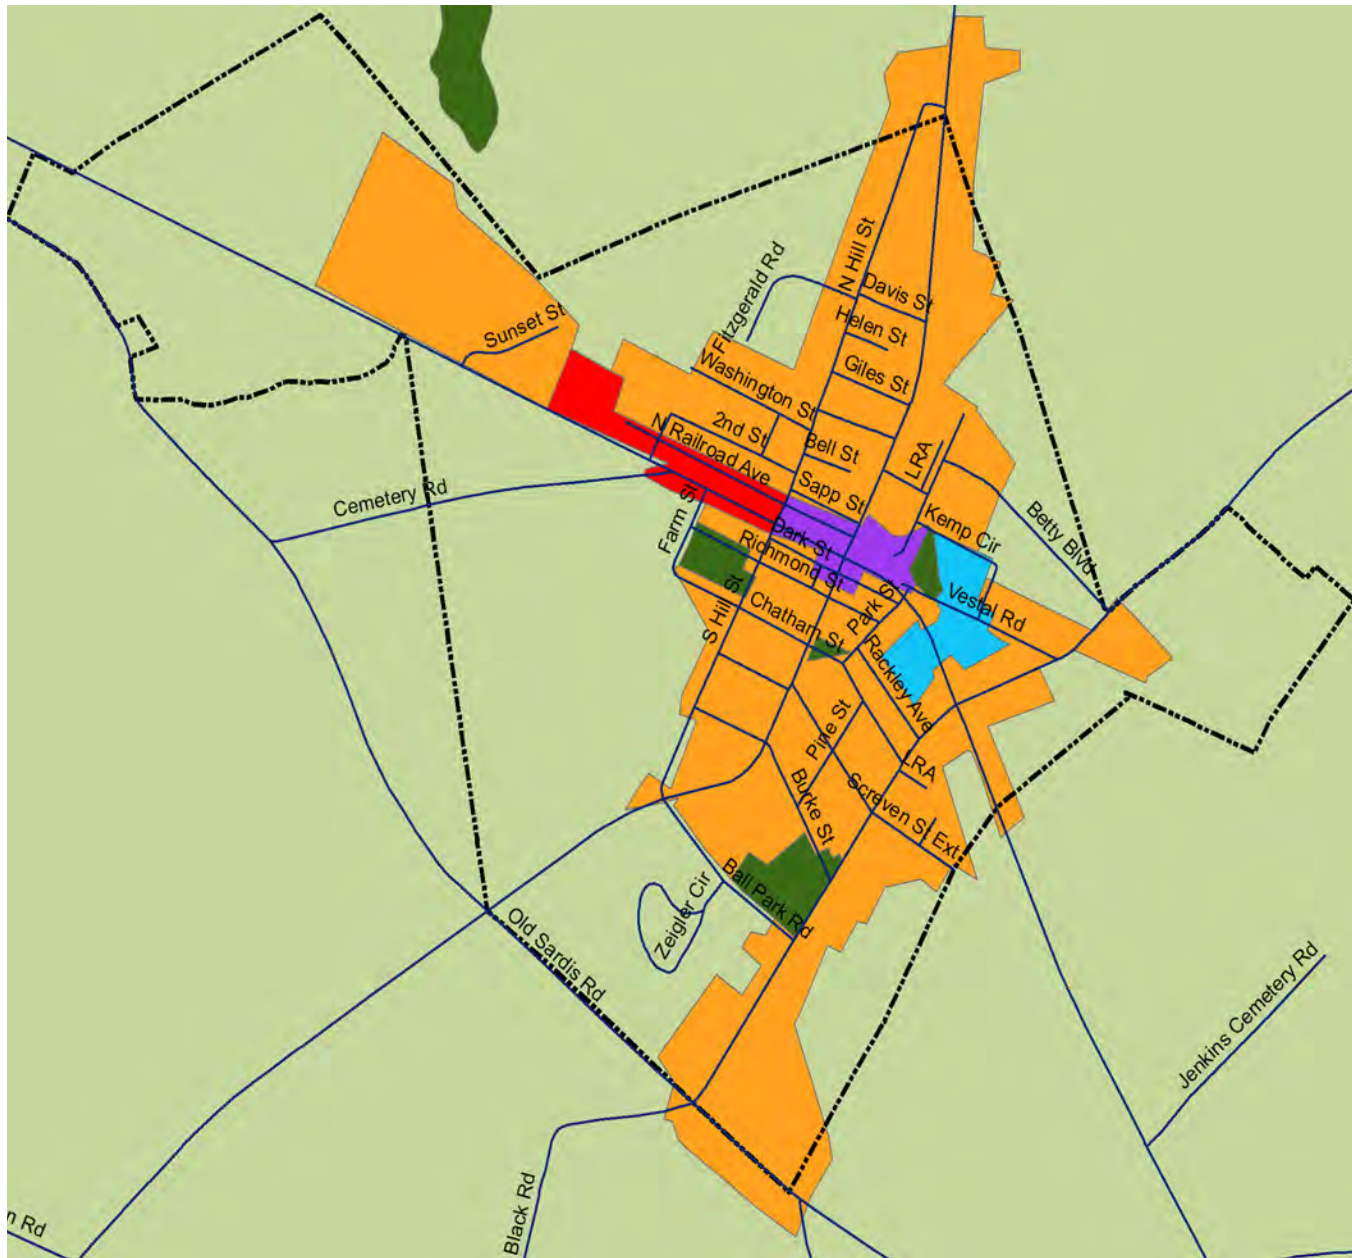 N Hill St
Fitzgerald Rd
Davis St
Helen St
Sunset St
Giles St
Washington St
2nd St
N Railroad Ave
Bell St
LRA
Sapp St
Cemetery Rd
Farm St
Kemp Cir
Betty Blvd
Dark St
Richmond St
Vestal Rd
Park St
S Hill St
Chatham St
Rackley Ave
Pine St
LRA
Burke St
Screven St Ext
Ball Park Rd
Zeigler Cir
Old Sardis Rd
Jenkins Cemetery Rd
Black Rd
n Rd